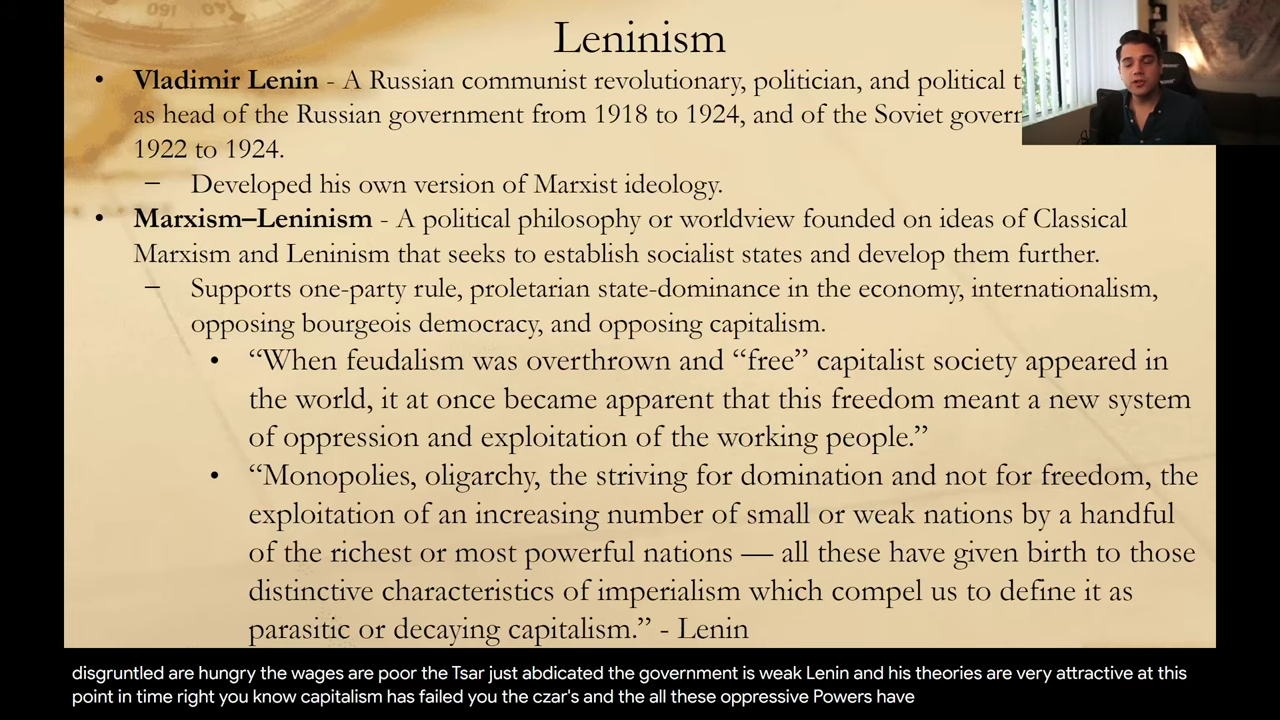 Leninism
• Vladimir Lenin - A Russian communist revolutionary, politician, and political
as head of the Russian government from 1918 to 1924, and of the Soviet
1922 to 1924.
– Developed his own version of Marxist ideology.
• Marxism–Leninism - A political philosophy or worldview founded on ideas of Classical
Marxism and Leninism that seeks to establish socialist states and develop them further.
– Supports one-party rule, proletarian state-dominance in the economy, internationalism,
opposing bourgeois democracy, and opposing capitalism.
• “When feudalism was overthrown and “free” capitalist society appeared in
the world, it at once became apparent that this freedom meant a new system
of oppression and exploitation of the working people.”
• “Monopolies, oligarchy, the striving for domination and not for freedom, the
exploitation of an increasing number of small or weak nations by a handful
of the richest or most powerful nations — all these have given birth to those
distinctive characteristics of imperialism which compel us to define it as
parasitic or decaying capitalism.” - Lenin
disgruntled are hungry the wages are poor the Tsar just abdicated the government is weak Lenin and his theories are very attractive at this
point in time right you know capitalism has failed you the czar's and the all these oppressive Powers have